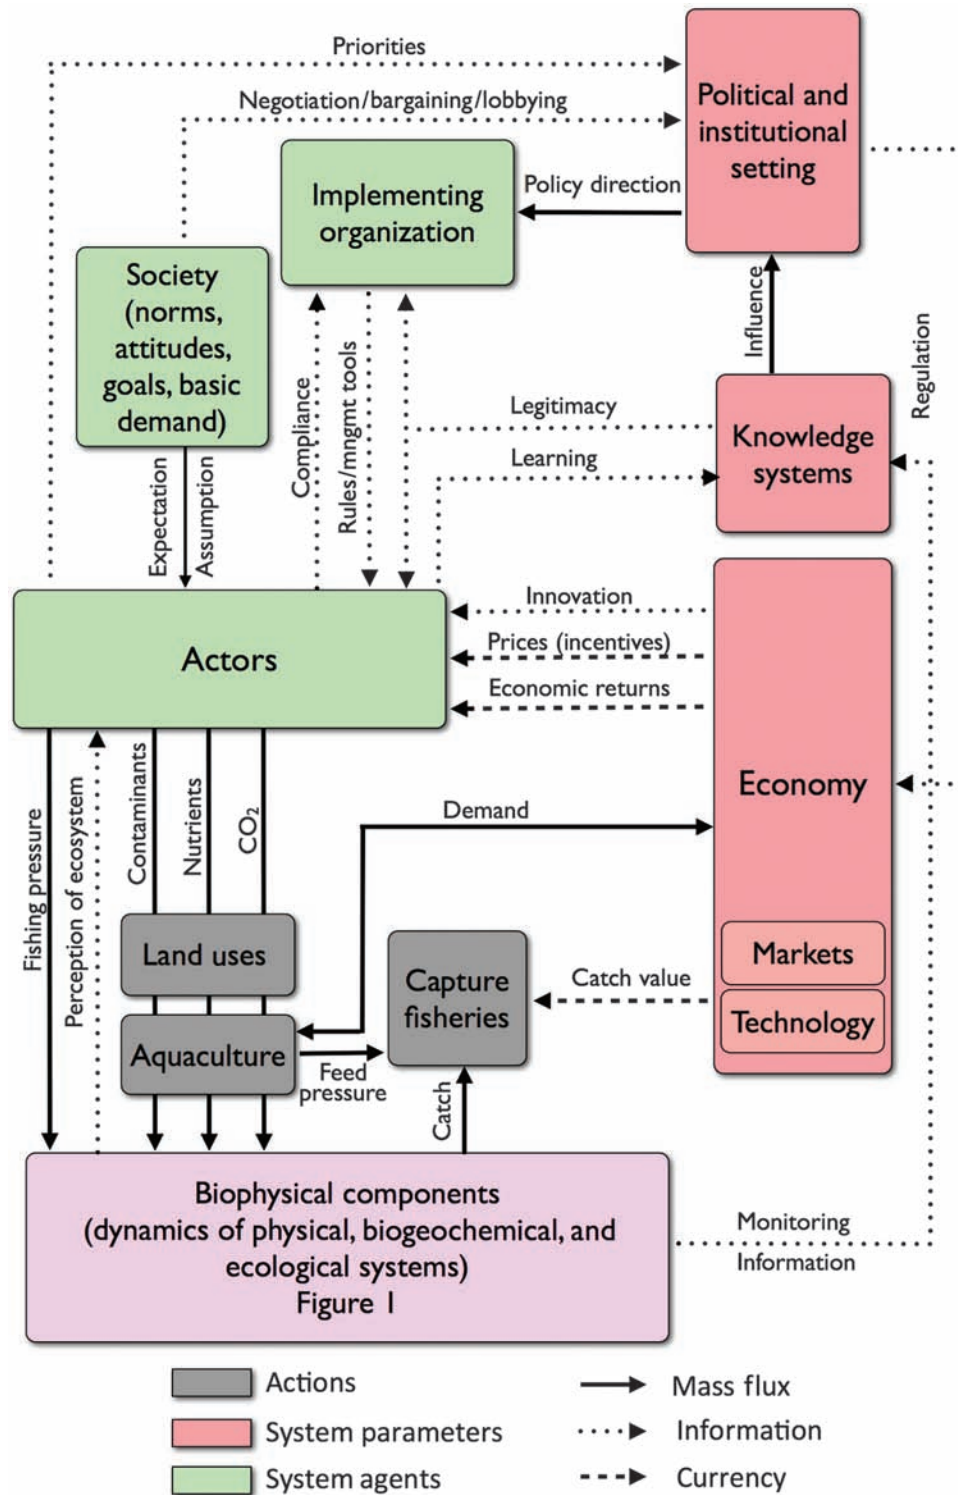 Priorities
Negotiation/bargaining/lobbying
Political and
institutional
setting
Policy direction
Implementing
organization
Society
(norms,
attitudes,
goals, basic
demand)
Influence
Regulation
Compliance
Rules/mngmt tools
Legitimacy
Learning
Knowledge
systems
Expectation
Assumption
Actors
Innovation
Prices (incentives)
Economic returns
Economy
Fishing pressure
Perception of ecosystem
Contaminants
Nutrients
CO₂
Demand
Land uses
Aquaculture
Capture
fisheries
Feed
pressure
Catch value
Markets
Technology
Catch
Biophysical components
(dynamics of physical, biogeochemical, and
ecological systems)
Figure 1
Monitoring
Information
Actions
System parameters
System agents
Mass flux
Information
Currency